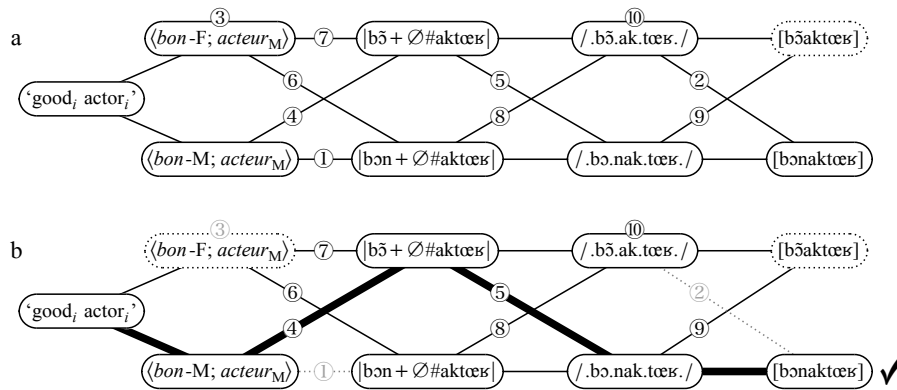 ③ ⑩
a ⟨bon-F; acteurM⟩ ⑦ |bɔ̃ + ∅#aktœʁ| /.bɔ̃.ak.tœʁ./ [bɔ̃aktœʁ]
⑥ ⑤ ②
‘goodi actori’
④ ⑧ ⑨
⟨bon-M; acteurM⟩ ① |bɔn + ∅#aktœʁ| /.bɔ.nak.tœʁ./ [bɔnaktœʁ]
③ ⑩
b ⟨bon-F; acteurM⟩ ⑦ |bɔ̃ + ∅#aktœʁ| /.bɔ̃.ak.tœʁ./ [bɔ̃aktœʁ]
⑥ ⑤ ②
‘goodi actori’
④ ⑧ ⑨
⟨bon-M; acteurM⟩ ① |bɔn + ∅#aktœʁ| /.bɔ.nak.tœʁ./ [bɔnaktœʁ] ✓